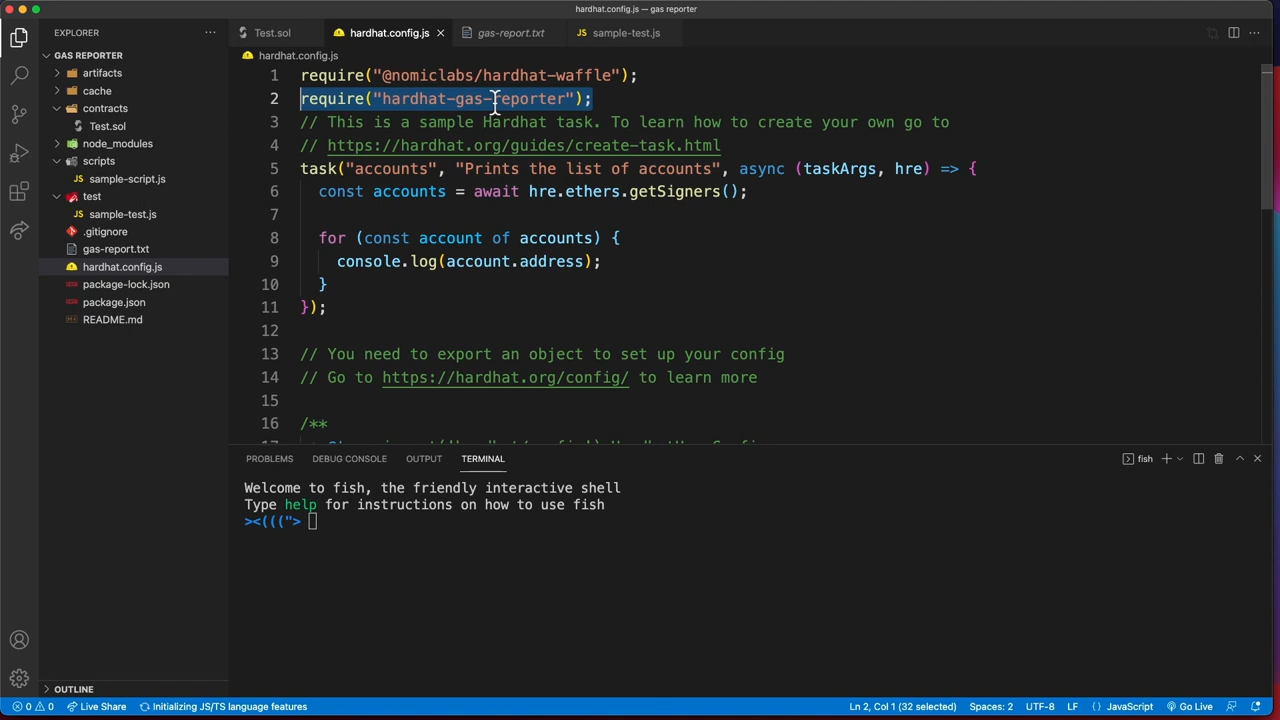 hardhat.config.js — gas reporter
EXPLORER
GAS REPORTER
artifacts
cache
contracts
Test.sol
node_modules
scripts
sample-script.js
test
sample-test.js
.gitignore
gas-report.txt
hardhat.config.js
package-lock.json
package.json
README.md
OUTLINE
Test.sol
hardhat.config.js
gas-report.txt
sample-test.js
hardhat.config.js
1 require("@nomiclabs/hardhat-waffle");
2 require("hardhat-gas-reporter");
3 // This is a sample Hardhat task. To learn how to create your own go to
4 // https://hardhat.org/guides/create-task.html
5 task("accounts", "Prints the list of accounts", async (taskArgs, hre) => {
6 const accounts = await hre.ethers.getSigners();
7
8 for (const account of accounts) {
9 console.log(account.address);
10 }
11 });
12
13 // You need to export an object to set up your config
14 // Go to https://hardhat.org/config/ to learn more
15
16 /**
PROBLEMS
DEBUG CONSOLE
OUTPUT
TERMINAL
fish
Welcome to fish, the friendly interactive shell
Type help for instructions on how to use fish
><(((">
0 0
Live Share
Initializing JS/TS language features
Ln 2, Col 1 (32 selected)
Spaces: 2
UTF-8
LF
{} JavaScript
Go Live